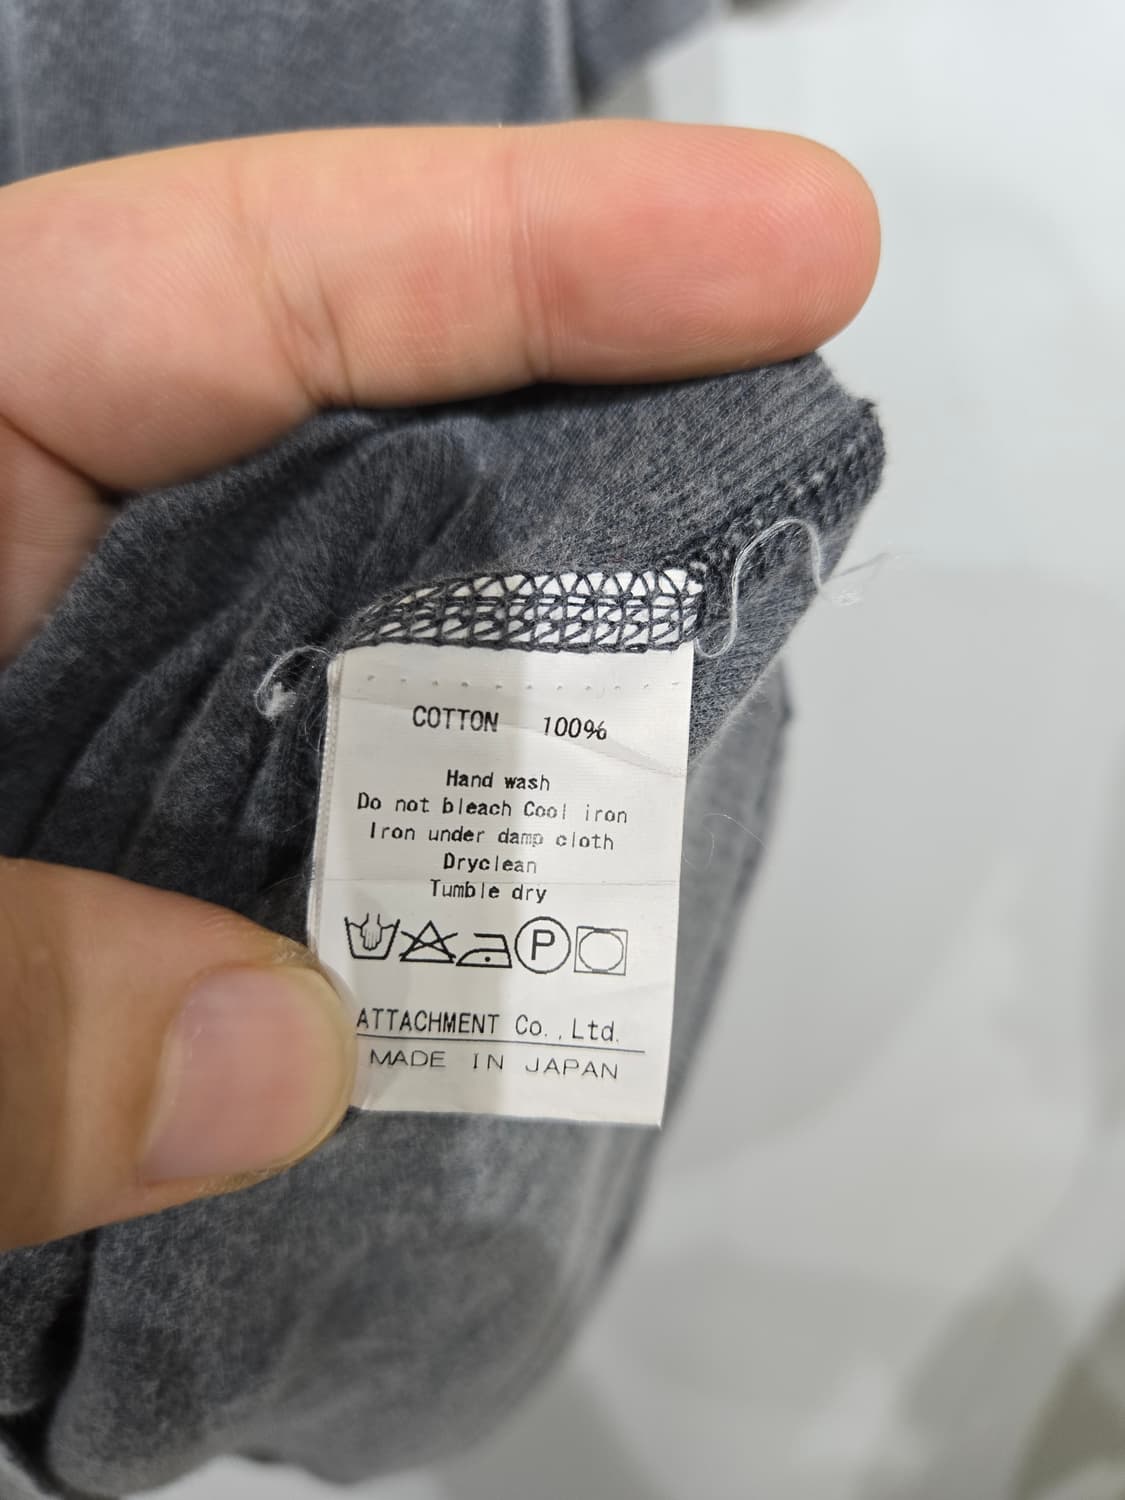 COTTON 100%
Hand wash
Do not bleach Cool iron
Iron under damp cloth
Dryclean
Tumble dry
P
ATTACHMENT Co.,Ltd.
MADE IN JAPAN